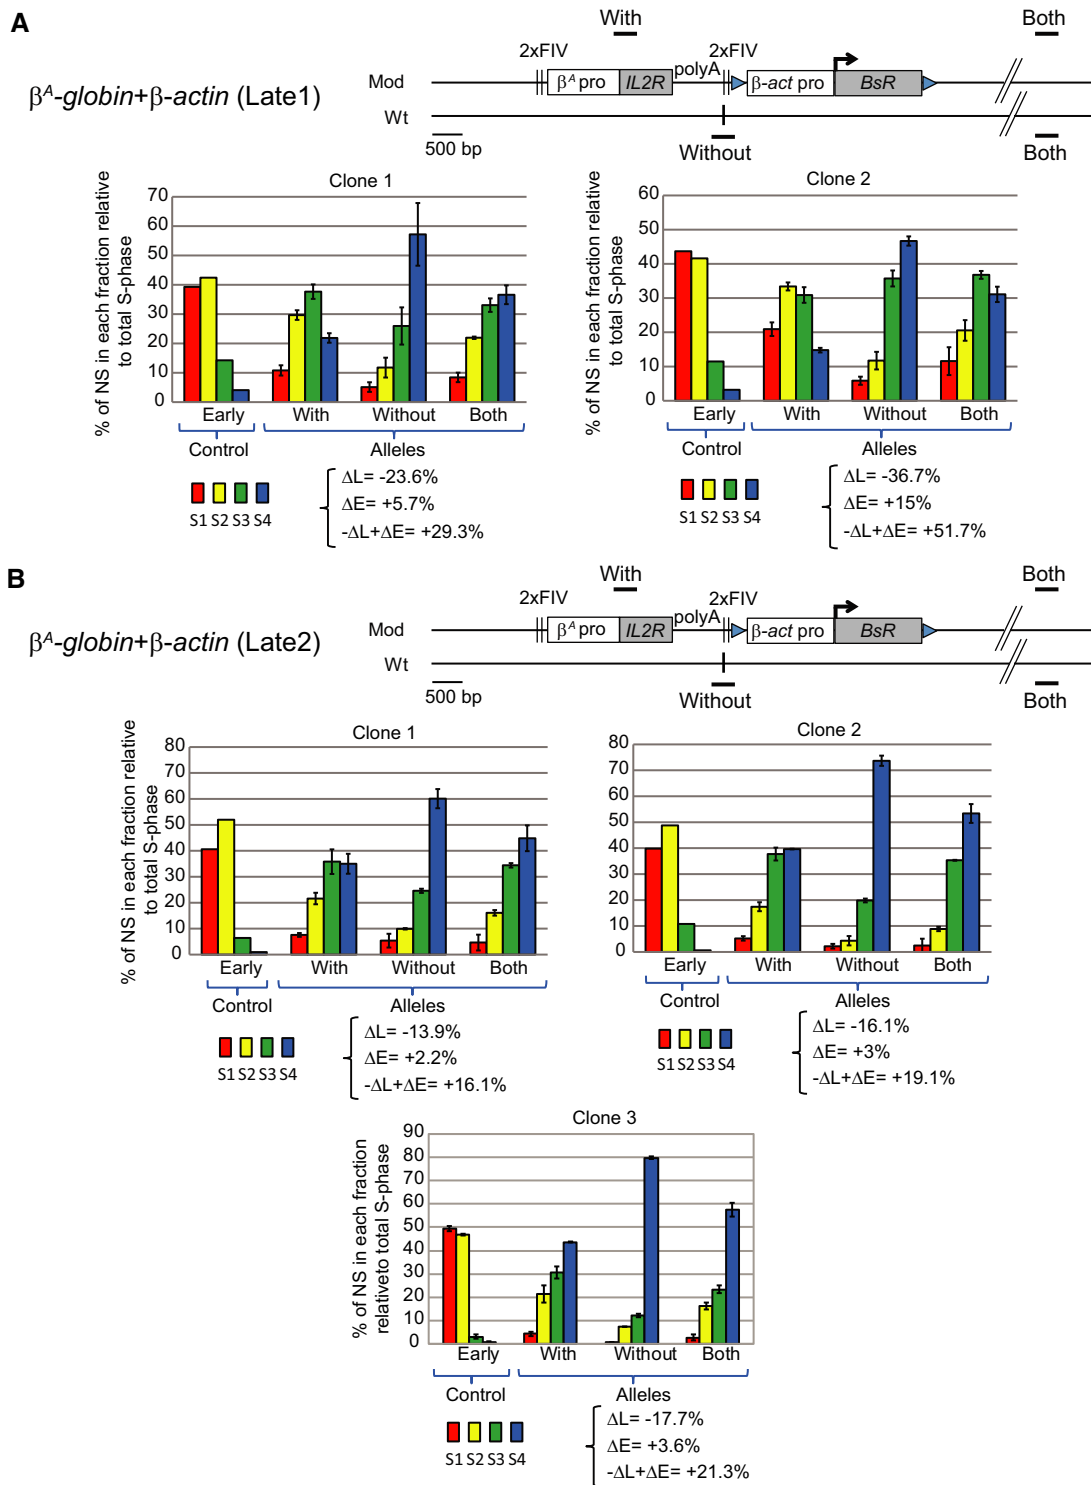 A
With
Both
2xFIV
2xFIV
polyA
Mod
β^A pro
IL2R
β-act pro
BsR
β^A-globin+β-actin (Late1)
Wt
500 bp
Without
Both
Clone 1
% of NS in each fraction relative
to total S-phase
70
60
50
40
30
20
10
0
Early
With
Without
Both
Control
Alleles
S1 S2 S3 S4
ΔL= -23.6%
ΔE= +5.7%
-ΔL+ΔE= +29.3%
Clone 2
% of NS in each fraction relative
to total S-phase
60
50
40
30
20
10
0
Early
With
Without
Both
Control
Alleles
S1 S2 S3 S4
ΔL= -36.7%
ΔE= +15%
-ΔL+ΔE= +51.7%
B
With
Both
2xFIV
2xFIV
polyA
Mod
β^A pro
IL2R
β-act pro
BsR
β^A-globin+β-actin (Late2)
Wt
500 bp
Without
Both
Clone 1
% of NS in each fraction relative
to total S-phase
80
70
60
50
40
30
20
10
0
Early
With
Without
Both
Control
Alleles
S1 S2 S3 S4
ΔL= -13.9%
ΔE= +2.2%
-ΔL+ΔE= +16.1%
Clone 2
80
70
60
50
40
30
20
10
0
Early
With
Without
Both
Control
Alleles
S1 S2 S3 S4
ΔL= -16.1%
ΔE= +3%
-ΔL+ΔE= +19.1%
Clone 3
% of NS in each fraction
relativeto total S-phase
90
80
70
60
50
40
30
20
10
0
Early
With
Without
Both
Control
Alleles
S1 S2 S3 S4
ΔL= -17.7%
ΔE= +3.6%
-ΔL+ΔE= +21.3%